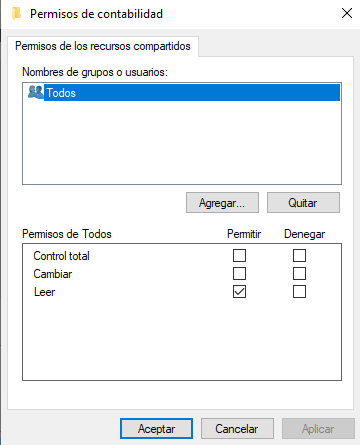 Permisos de contabilidad
Permisos de los recursos compartidos
Nombres de grupos o usuarios:
Todos
Agregar...
Quitar
Permisos de Todos
Permitir
Denegar
Control total
Cambiar
Leer
Aceptar
Cancelar
Aplicar